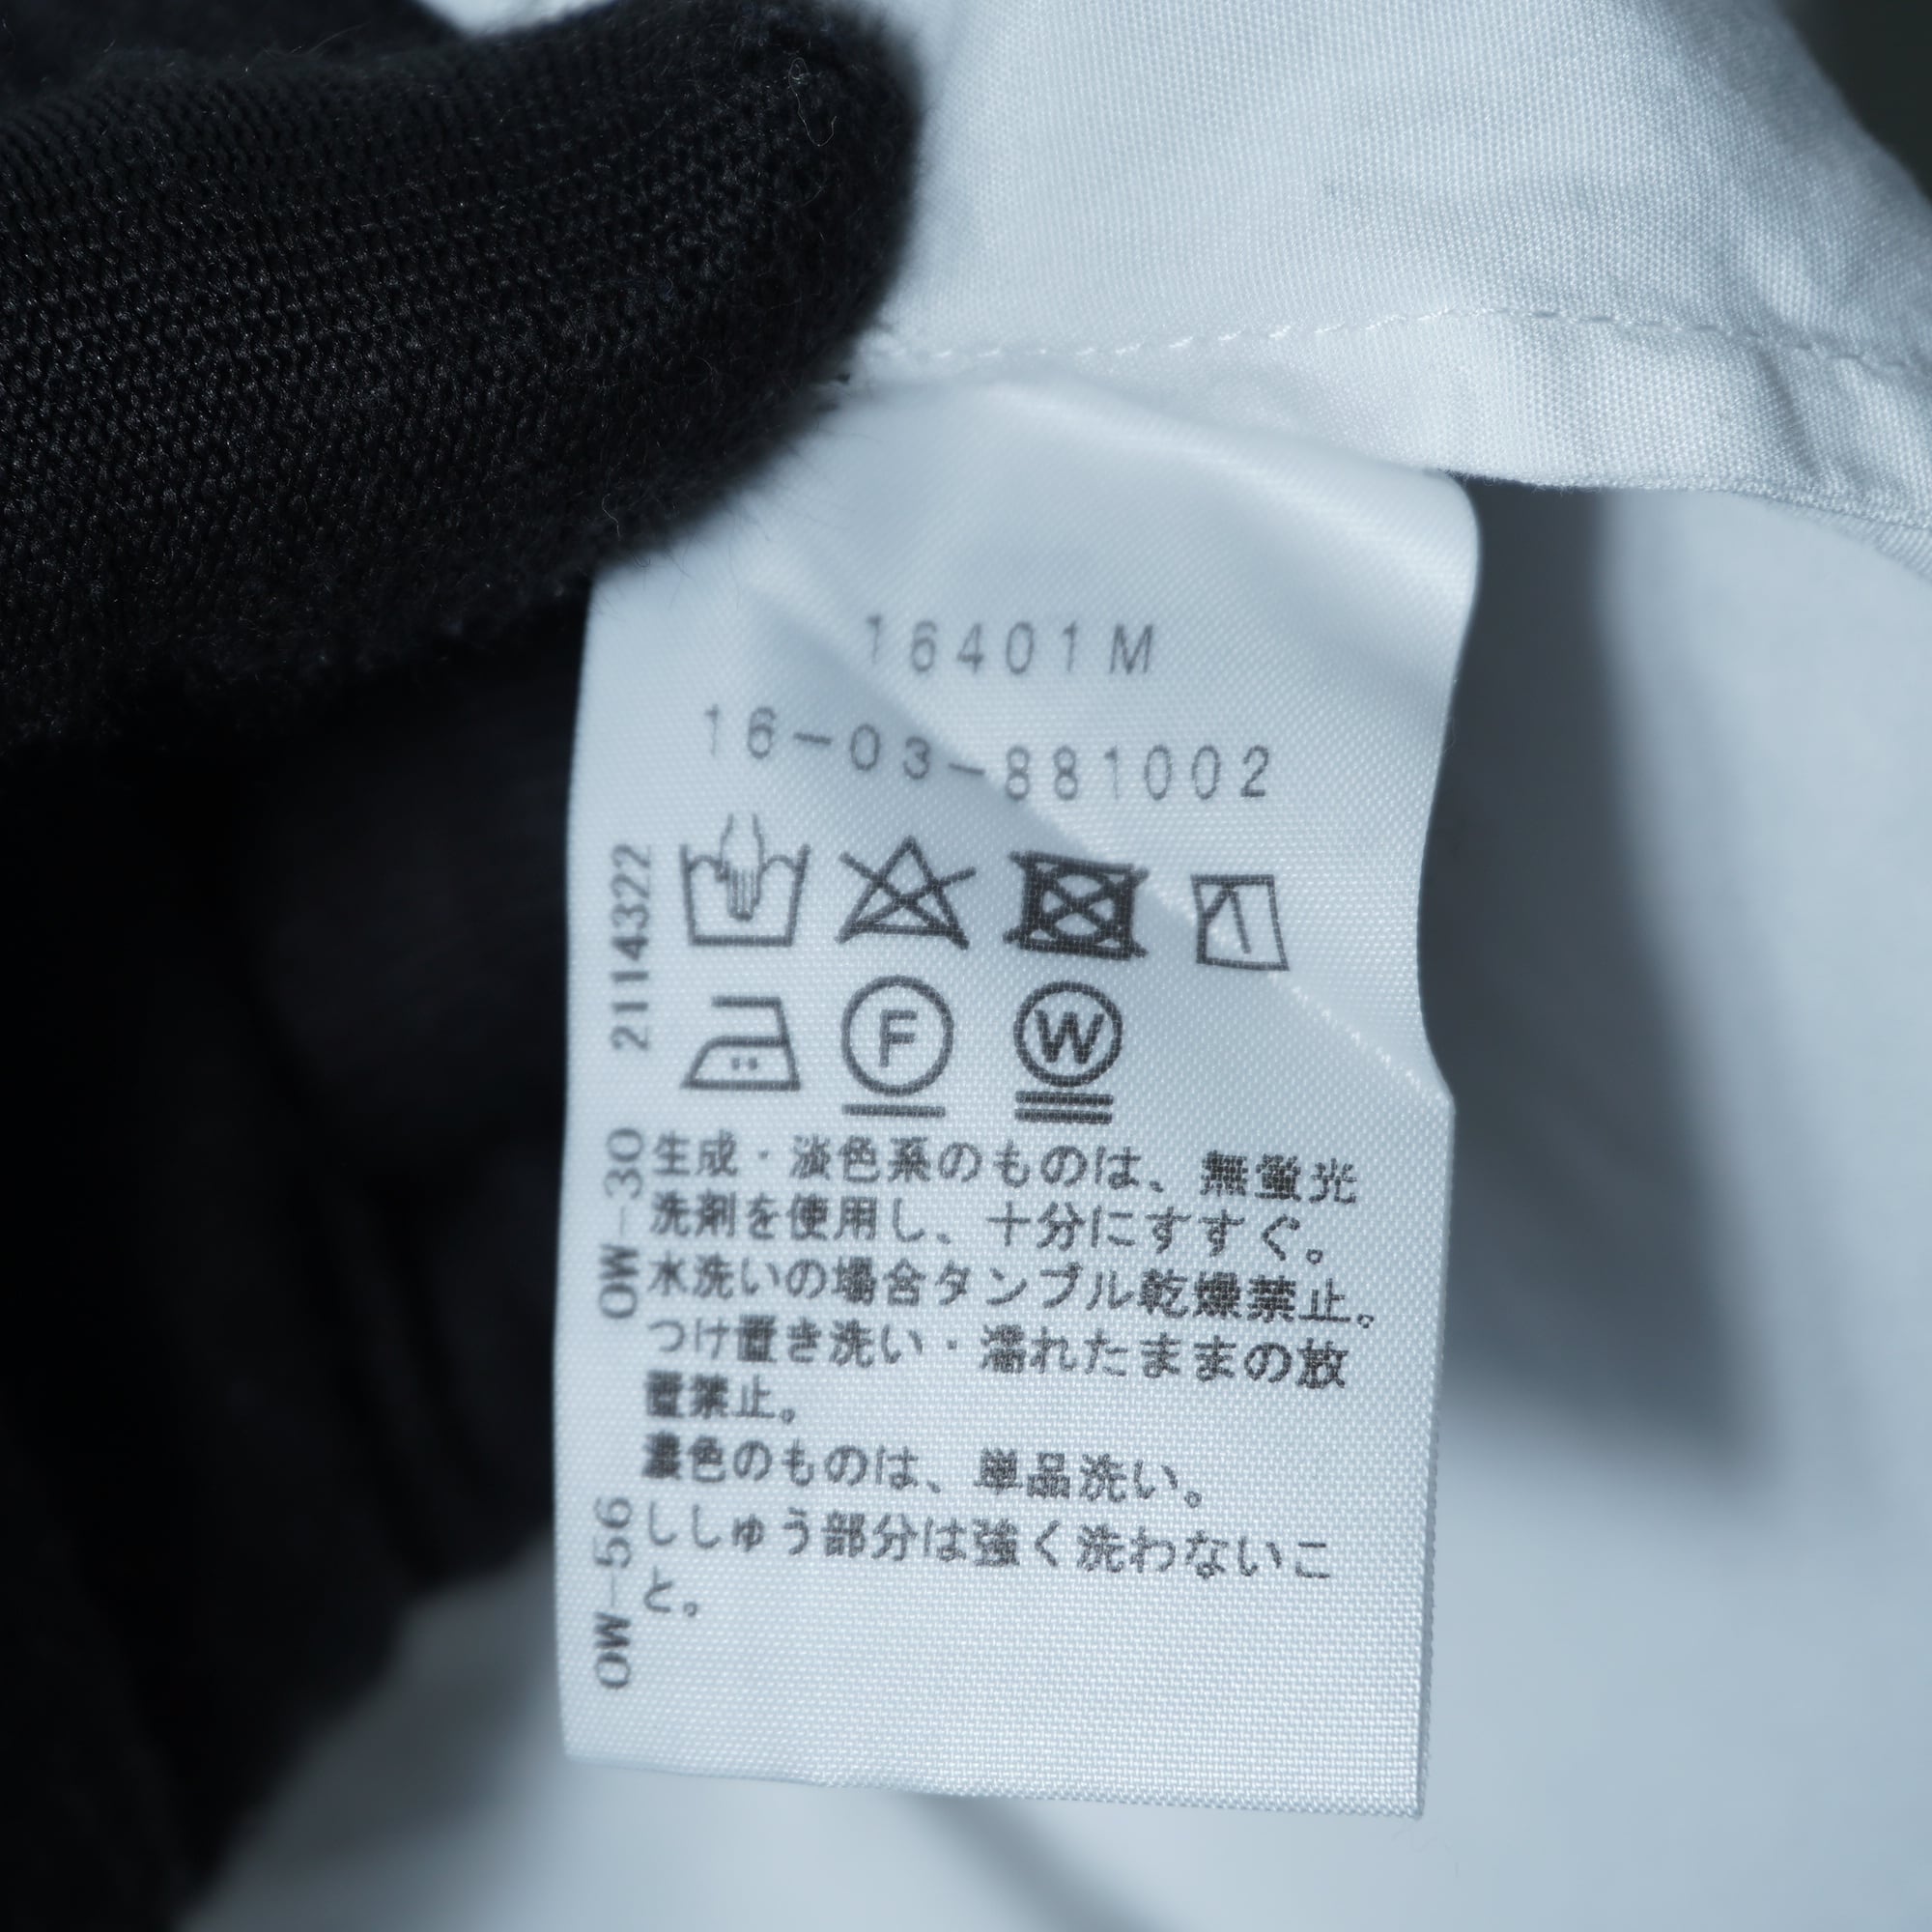 16401M
16-03-881002
2114322
F
W
OW-30
生成・淡色系のものは、無蛍光
洗剤を使用し、十分にすすぐ。
水洗いの場合タンブル乾燥禁止。
つけ置き洗い・濡れたままの放
置禁止。
濃色のものは、単品洗い。
ししゅう部分は強く洗わないこ
と。
OW-56